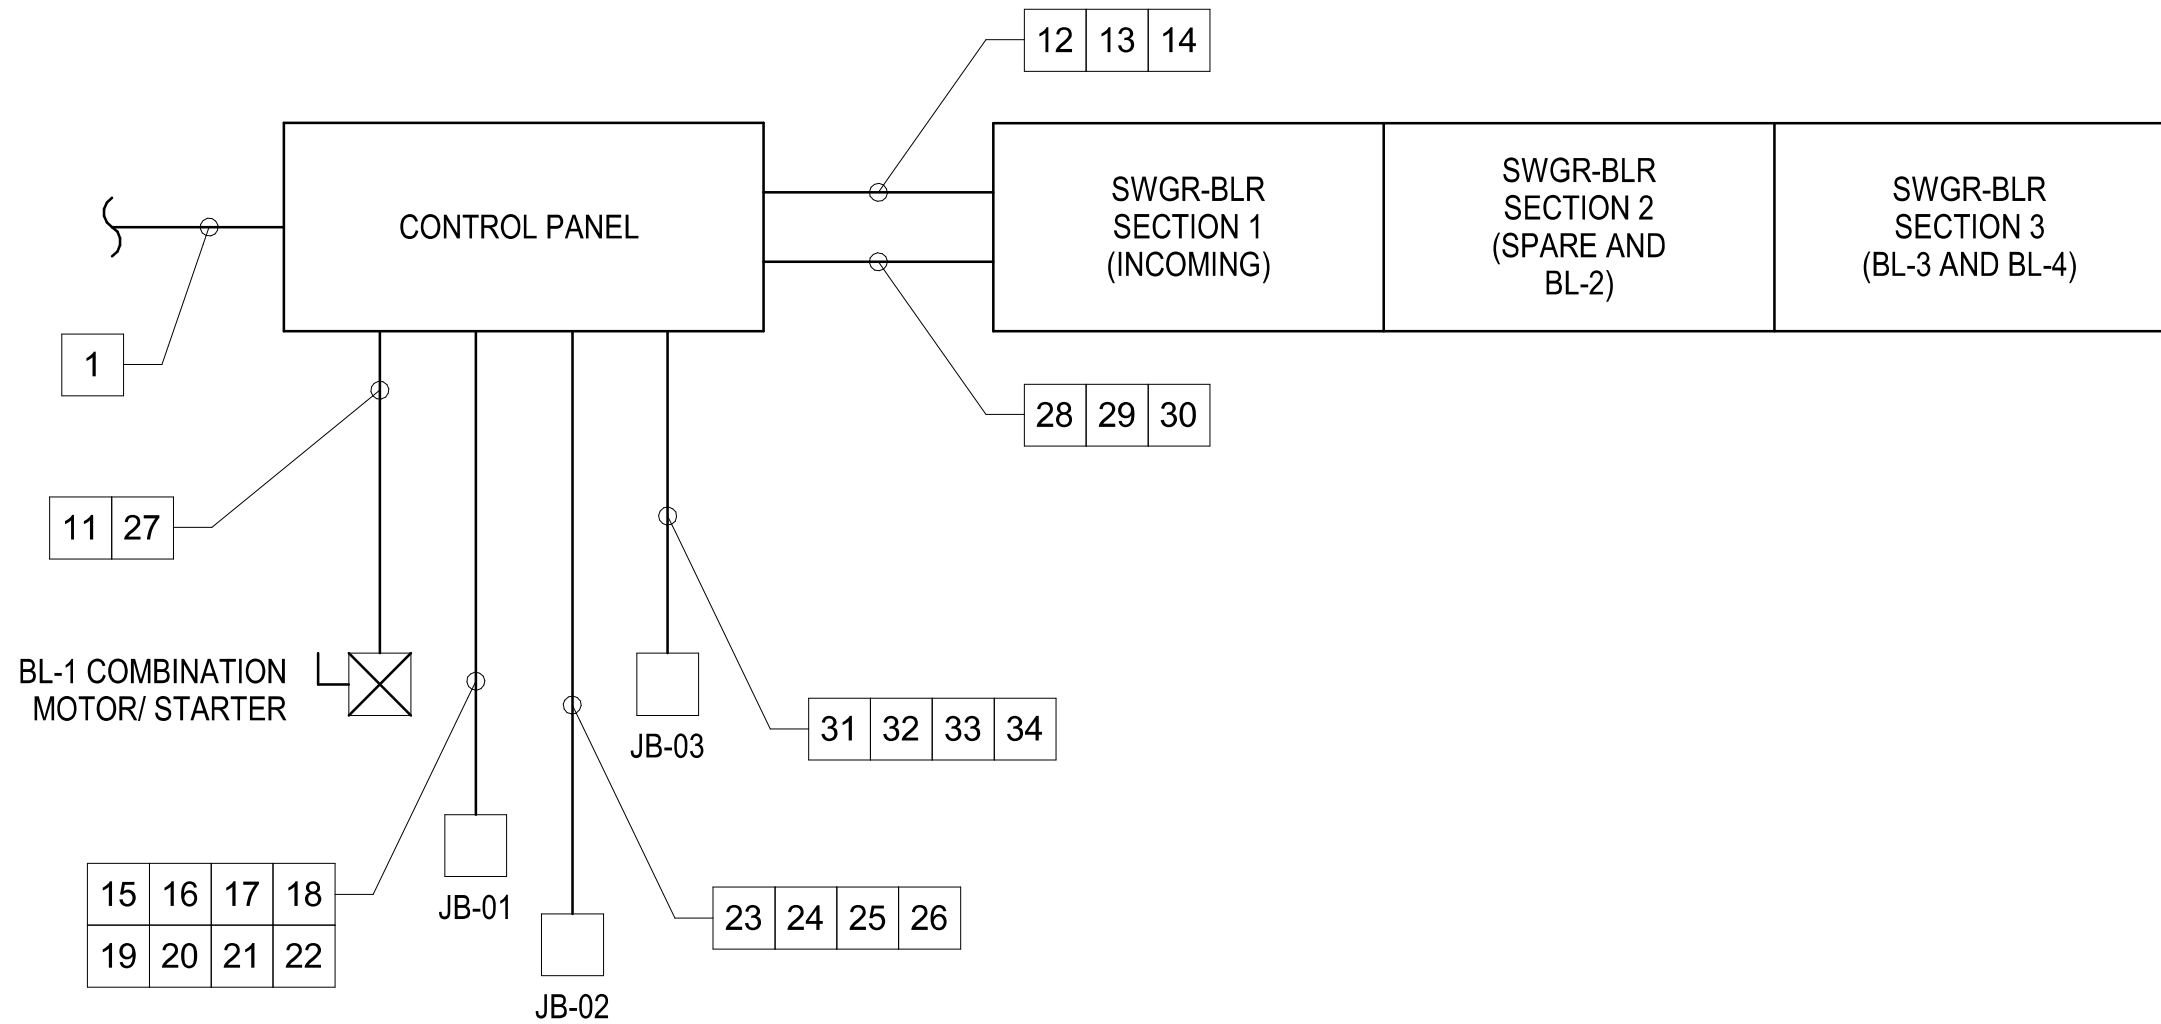 12 13 14
CONTROL PANEL
SWGR-BLR
SECTION 1
(INCOMING)
SWGR-BLR
SECTION 2
(SPARE AND
BL-2)
SWGR-BLR
SECTION 3
(BL-3 AND BL-4)
1
28 29 30
11 27
BL-1 COMBINATION
MOTOR/ STARTER
JB-03
31 32 33 34
15 16 17 18
19 20 21 22
JB-01
23 24 25 26
JB-02